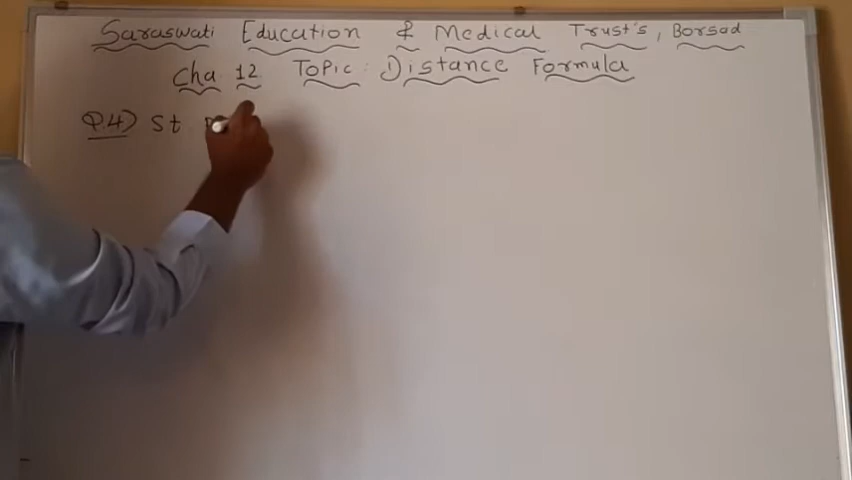 Saraswati Education & Medical Trust's, Borsad
Cha 12 Topic : Distance Formula
Q.4) St